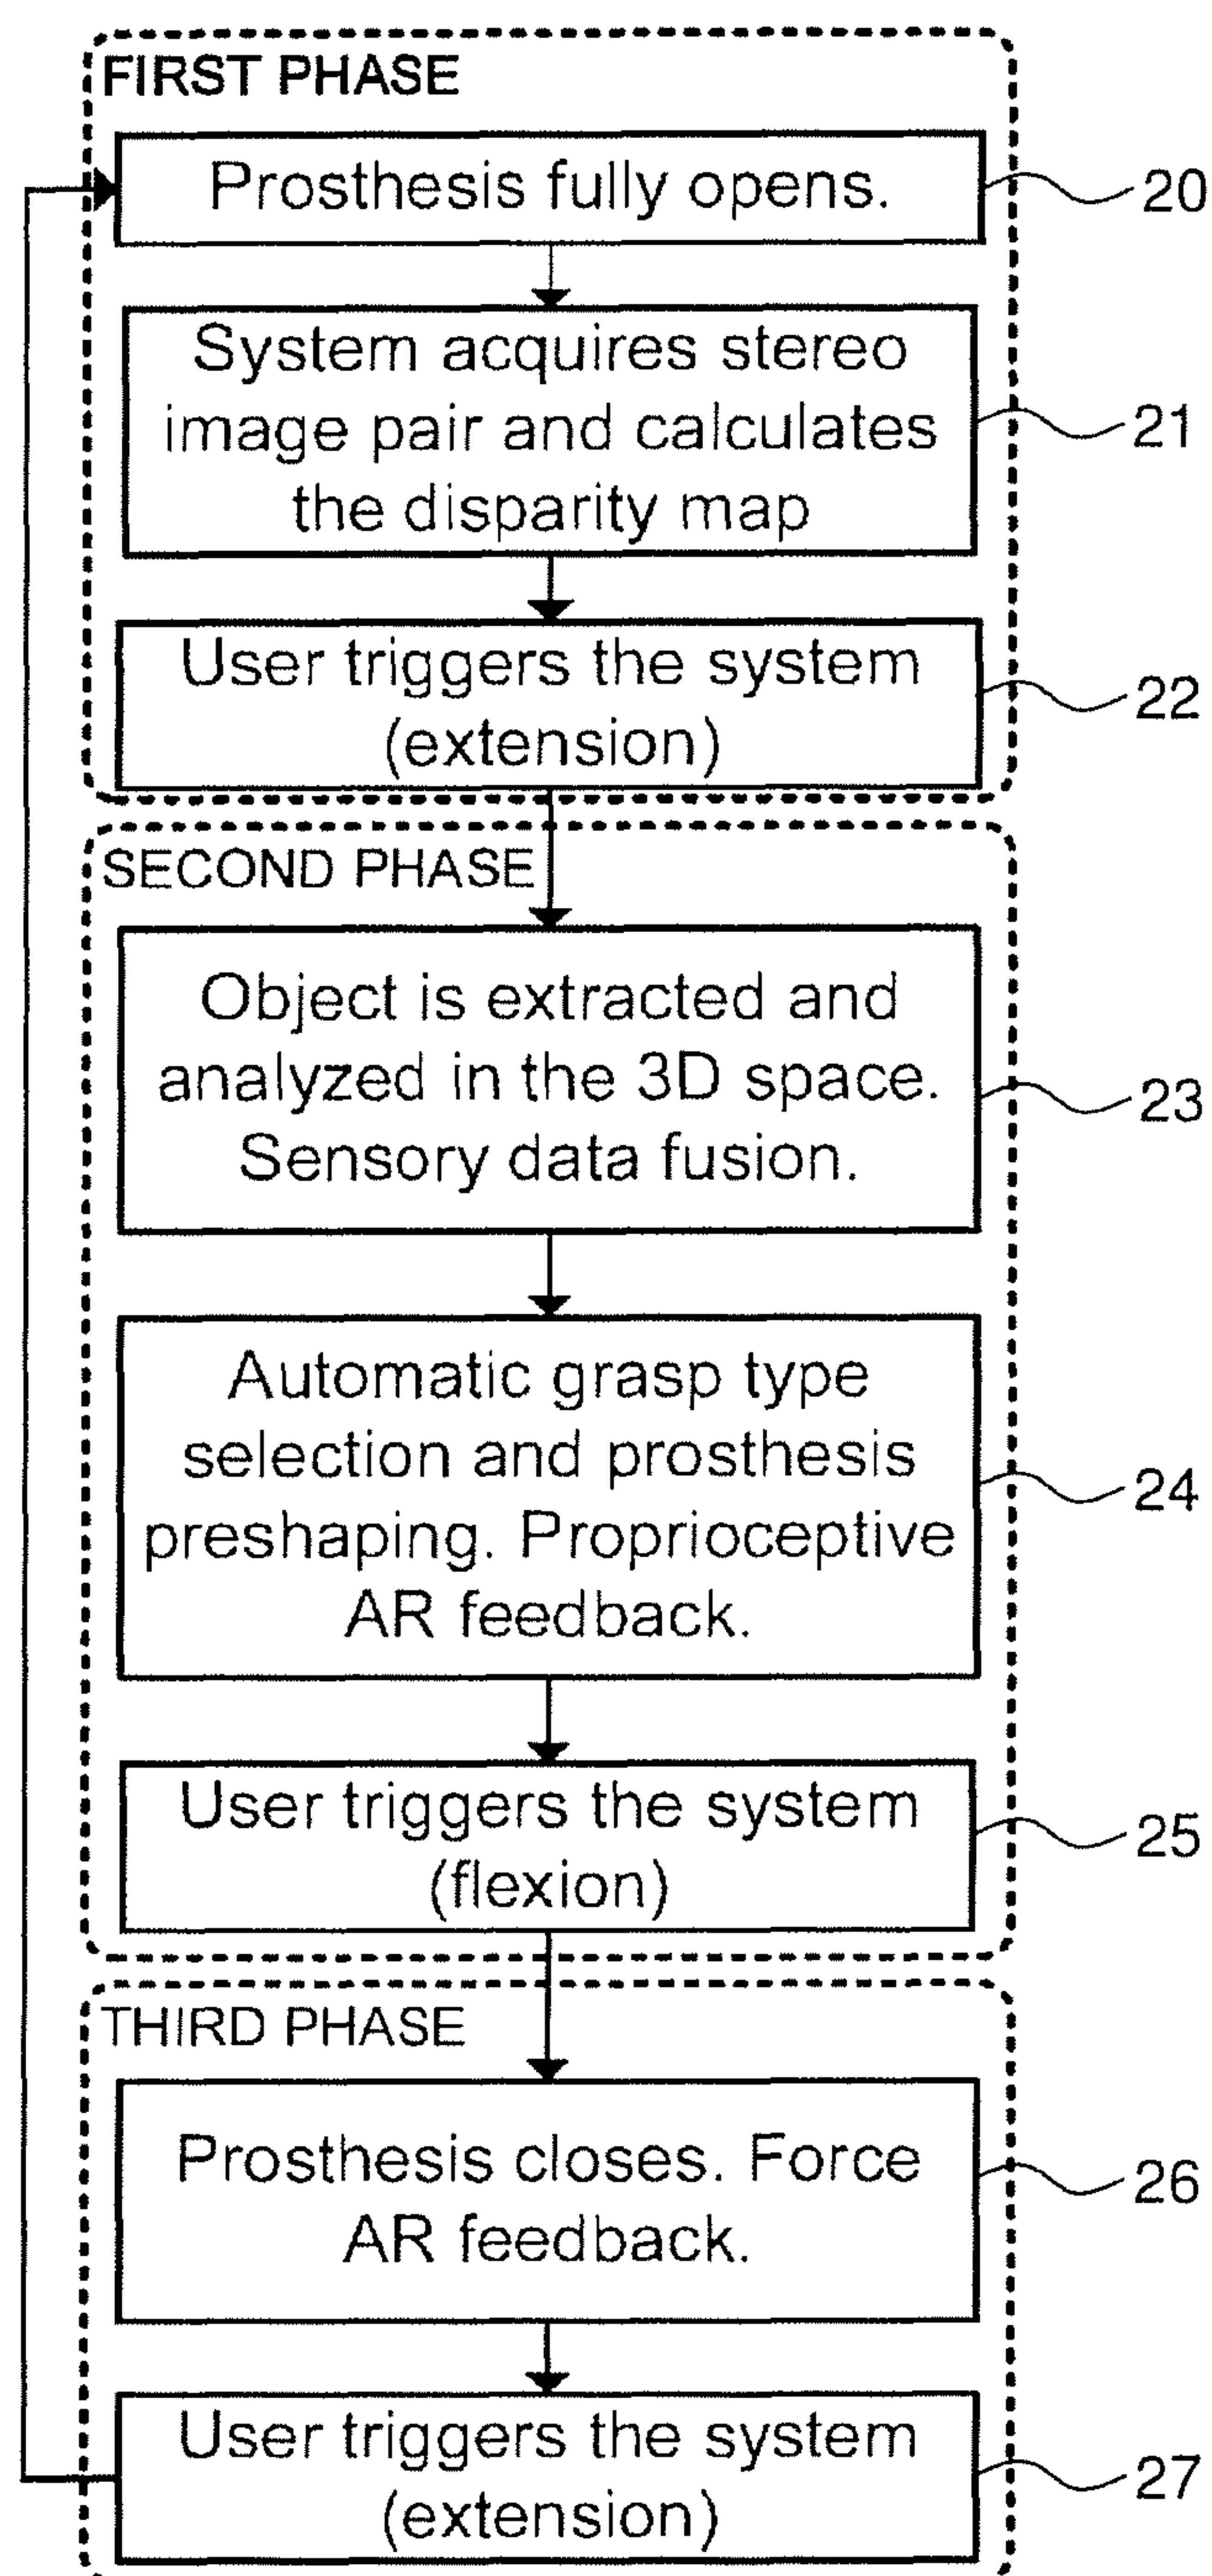 FIRST PHASE
Prosthesis fully opens.
20
System acquires stereo
image pair and calculates
the disparity map
21
User triggers the system
(extension)
22
SECOND PHASE
Object is extracted and
analyzed in the 3D space.
Sensory data fusion.
23
Automatic grasp type
selection and prosthesis
preshaping. Proprioceptive
AR feedback.
24
User triggers the system
(flexion)
25
THIRD PHASE
Prosthesis closes. Force
AR feedback.
26
User triggers the system
(extension)
27